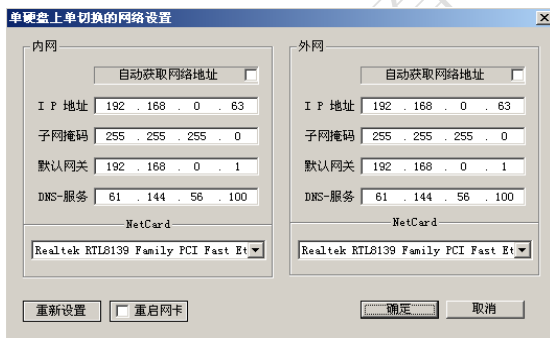 单硬盘上单切换的网络设置
内网
自动获取网络地址
I P 地址 192 . 168 . 0 . 63
子网掩码 255 . 255 . 255 . 0
默认网关 192 . 168 . 0 . 1
DNS-服务 61 . 144 . 56 . 100
NetCard
Realtek RTL8139 Family PCI Fast Et
外网
自动获取网络地址
I P 地址 192 . 168 . 0 . 63
子网掩码 255 . 255 . 255 . 0
默认网关 192 . 168 . 0 . 1
DNS-服务 61 . 144 . 56 . 100
NetCard
Realtek RTL8139 Family PCI Fast Et
重新设置 重启网卡 确定 取消